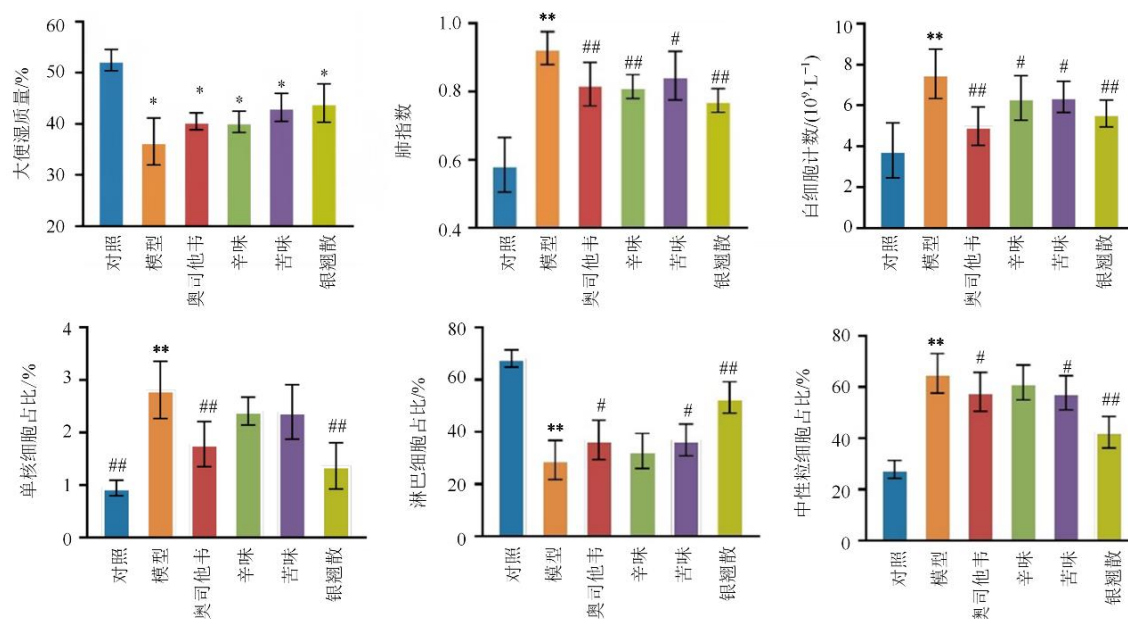 大便湿质量/%
60
50
40
30
20
*
*
*
*
*
对照
模型
奥司他韦
辛味
苦味
银翘散
肺指数
1.0
0.8
0.6
0.4
**
##
##
#
##
对照
模型
奥司他韦
辛味
苦味
银翘散
白细胞计数/(10⁹·L⁻¹)
10
8
6
4
2
0
**
##
#
#
##
对照
模型
奥司他韦
辛味
苦味
银翘散
单核细胞占比/%
4
3
2
1
0
##
**
##
##
对照
模型
奥司他韦
辛味
苦味
银翘散
淋巴细胞占比/%
80
60
40
20
0
**
#
#
##
对照
模型
奥司他韦
辛味
苦味
银翘散
中性粒细胞占比/%
80
60
40
20
0
**
#
#
##
对照
模型
奥司他韦
辛味
苦味
银翘散